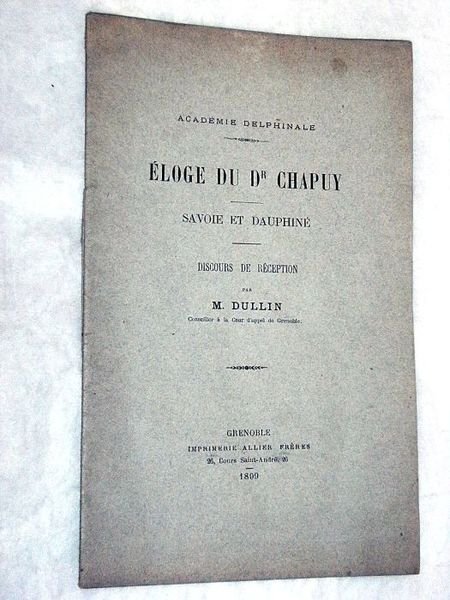 ACADÉMIE DELPHINALE
ÉLOGE DU DR CHAPUY
SAVOIE ET DAUPHINÉ
DISCOURS DE RÉCEPTION
PAR
M. DULLIN
Conseiller à la Cour d'appel de Grenoble.
GRENOBLE
IMPRIMERIE ALLIER FRÈRES
26, Cours Saint-André, 26
1899